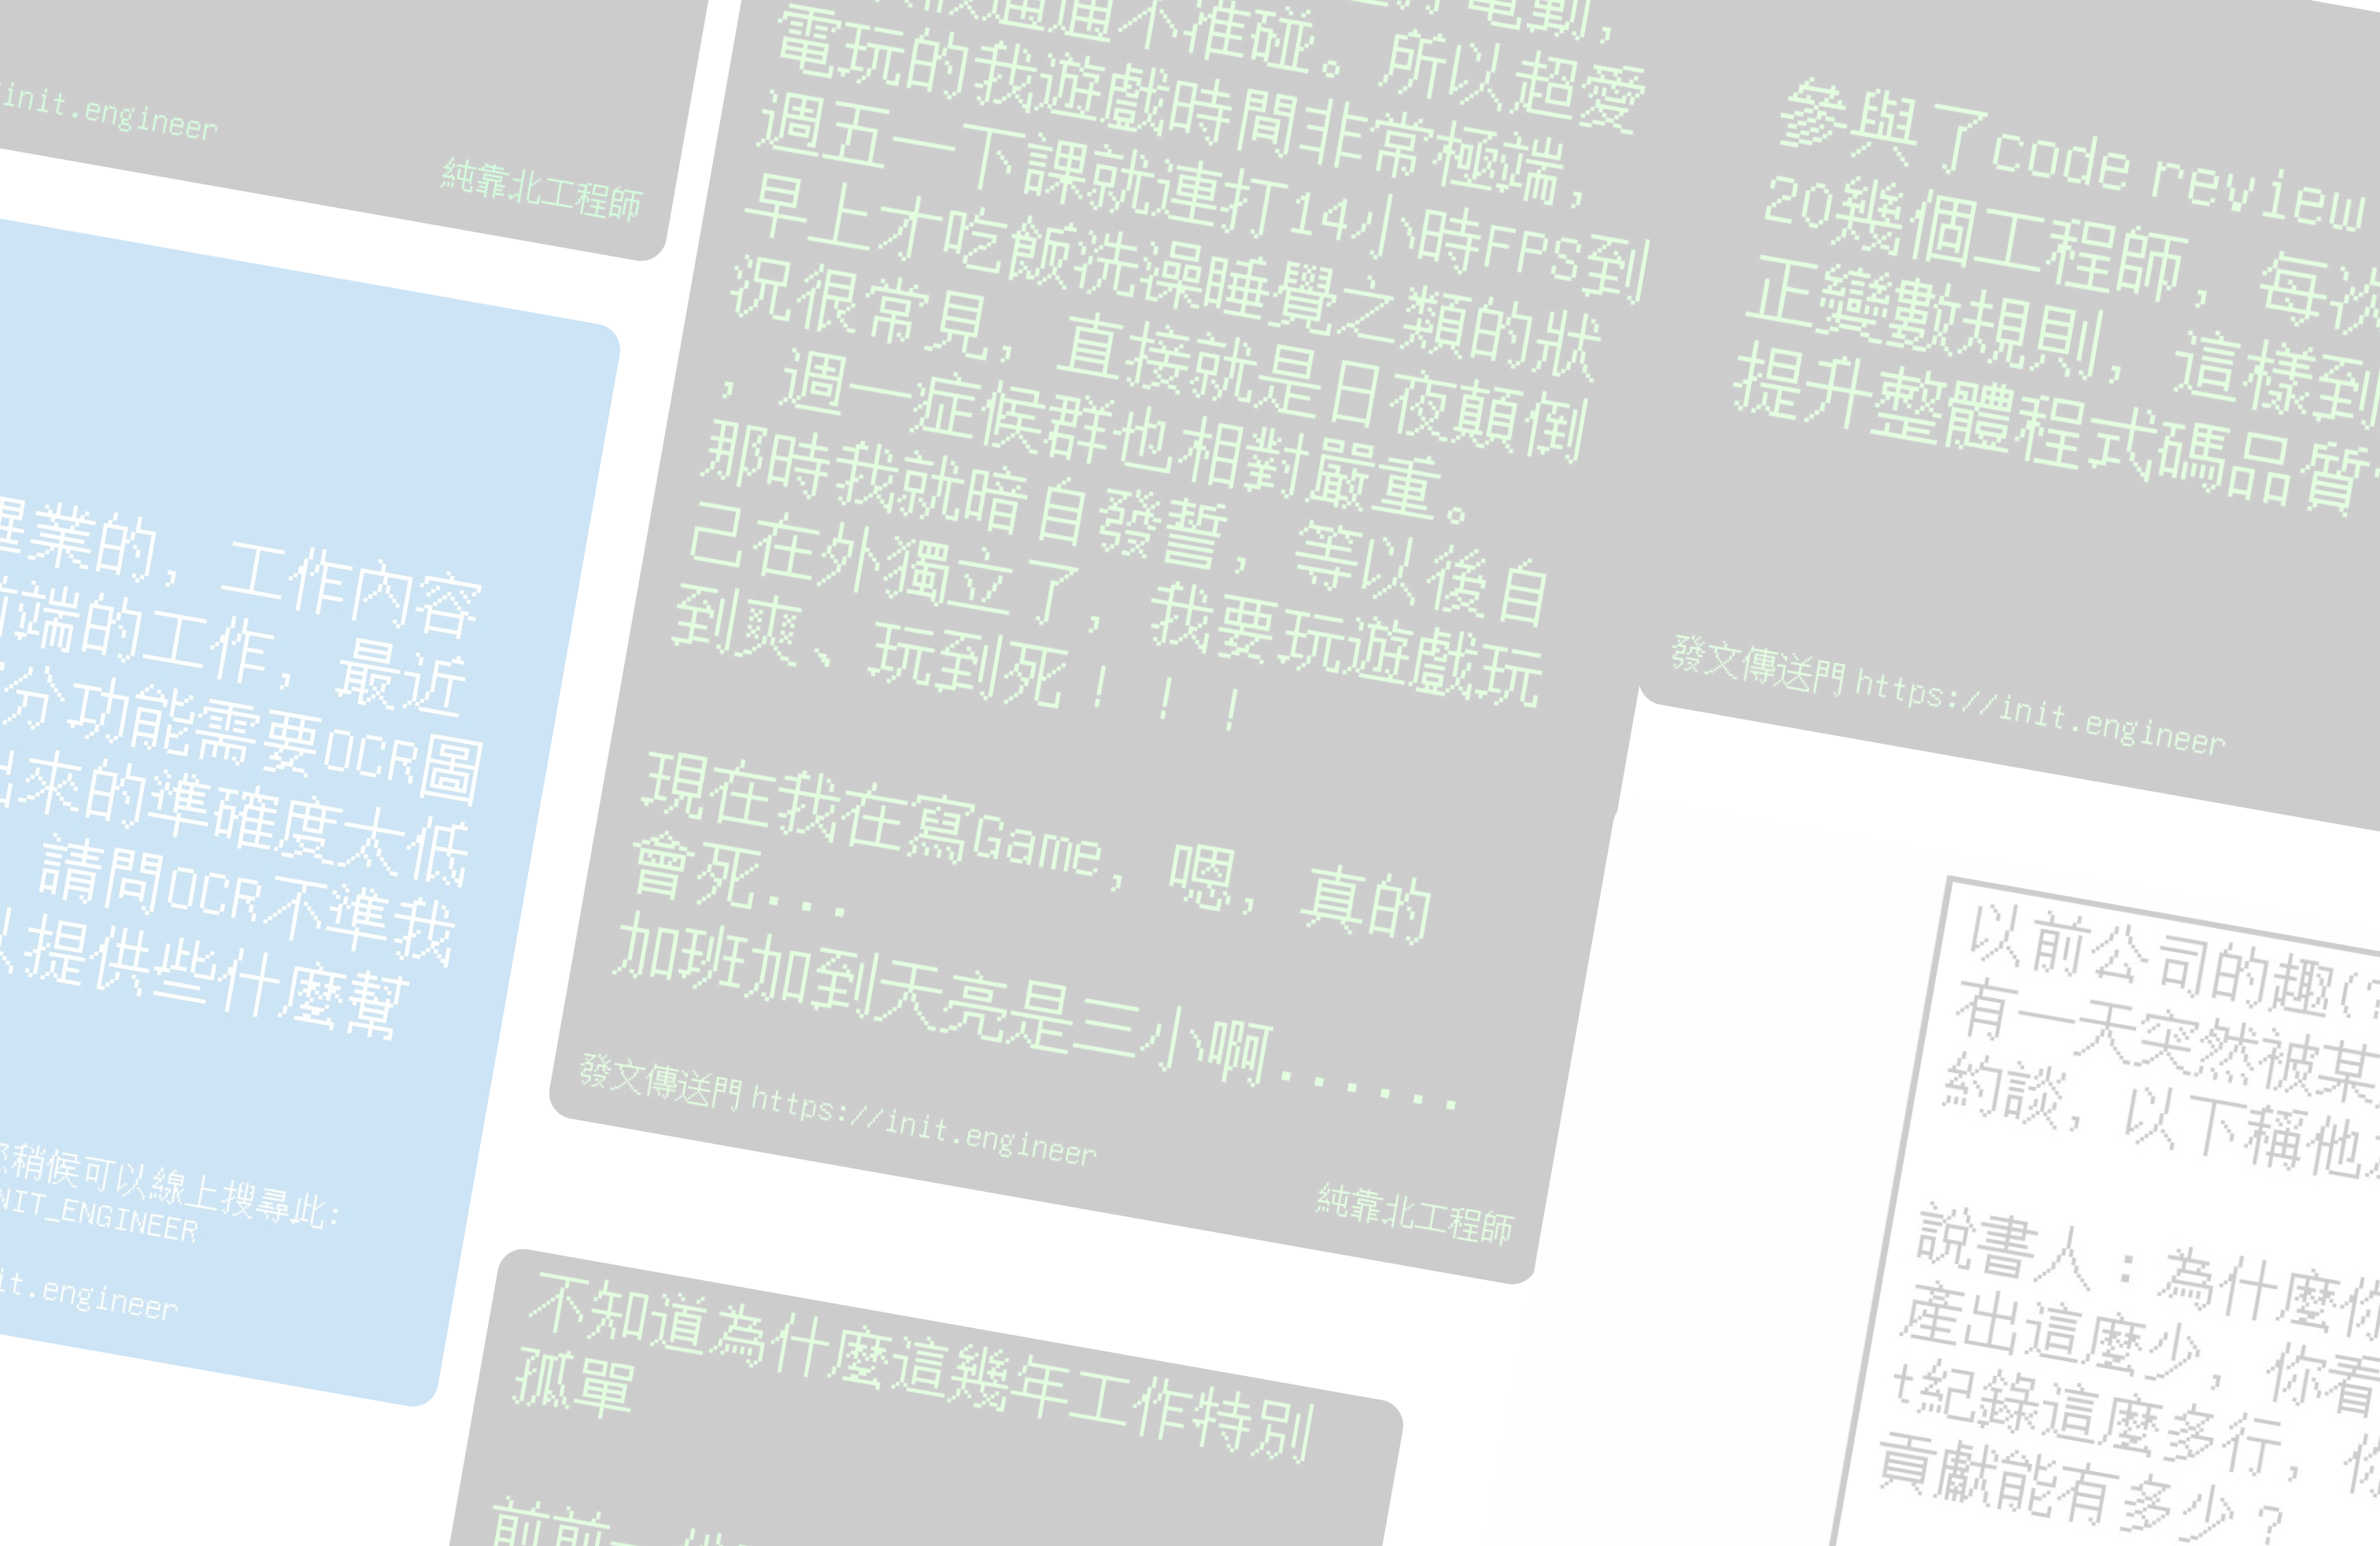 init.engineer
純靠北工程師
電玩的我遊戲時間非常稀微，
週五一下課就連打14小時FPS到
早上才吃飯洗澡睡覺之類的狀
況很常見，直接就是日夜顛倒
，週一症候群也相對嚴重。
那時我就暗自發誓，等以後自
己在外獨立了，我要玩遊戲玩
到頭、玩到死！！！
現在我在寫Game，嗯，真的
會死...
加班加到天亮是三小啊......
發文傳送門 https://init.engineer
純靠北工程師
參與了code review
20幾個工程師，每
正變數規則，這樣到
提升整體程式碼品質
發文傳送門 https://init.engineer
的，工作內容
端的工作，最近
分功能需要OCR圖
的準確度太低
請問OCR不準我
提供些什麼幫
候可以網上搜尋此：
INIT_ENGINEER
it.engineer
不知道為什麼這幾年工作特別
懶單
以前公司的趣
有一天突然被其
約談，以下稱他
說書人：為什麼你
產出這麼少，你看
t都寫這麼多行，你
貢獻能有多少？